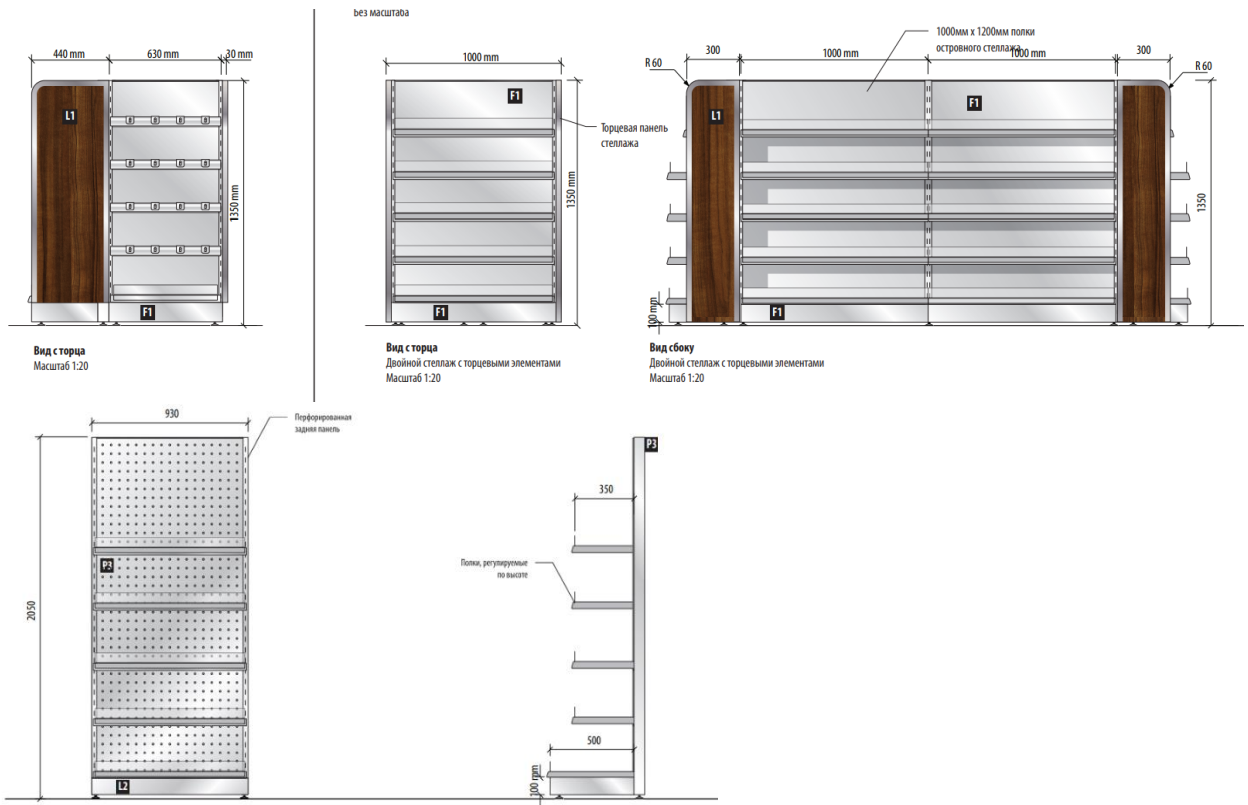 без масштаба
440 mm
630 mm
30 mm
L1
1350 mm
F1
Вид с торца
Масштаб 1:20
1000 mm
F1
Торцевая панель
стеллажа
1350 mm
F1
Вид с торца
Двойной стеллаж с торцевыми элементами
Масштаб 1:20
1000мм x 1200мм полки
островного стеллажа
300
1000 mm
1000 mm
300
R 60
R 60
L1
F1
1350
100 mm
F1
Вид сбоку
Двойной стеллаж с торцевыми элементами
Масштаб 1:20
930
Перфорированная
задняя панель
P3
2050
L2
P3
350
Полки, регулируемые
по высоте
500
100 mm